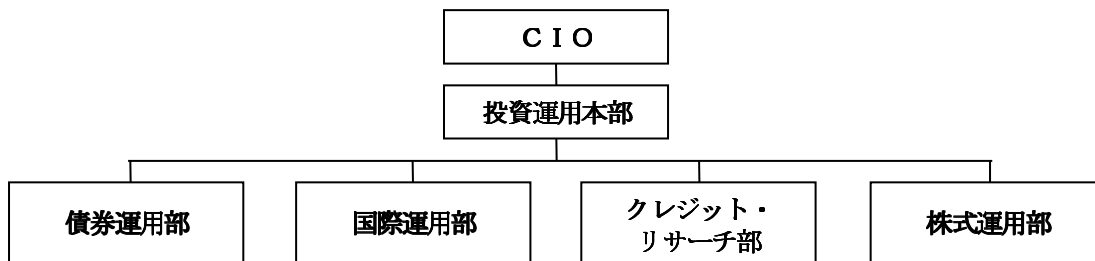 ＣＩＯ
投資運用本部
債券運用部
国際運用部
クレジット・
リサーチ部
株式運用部